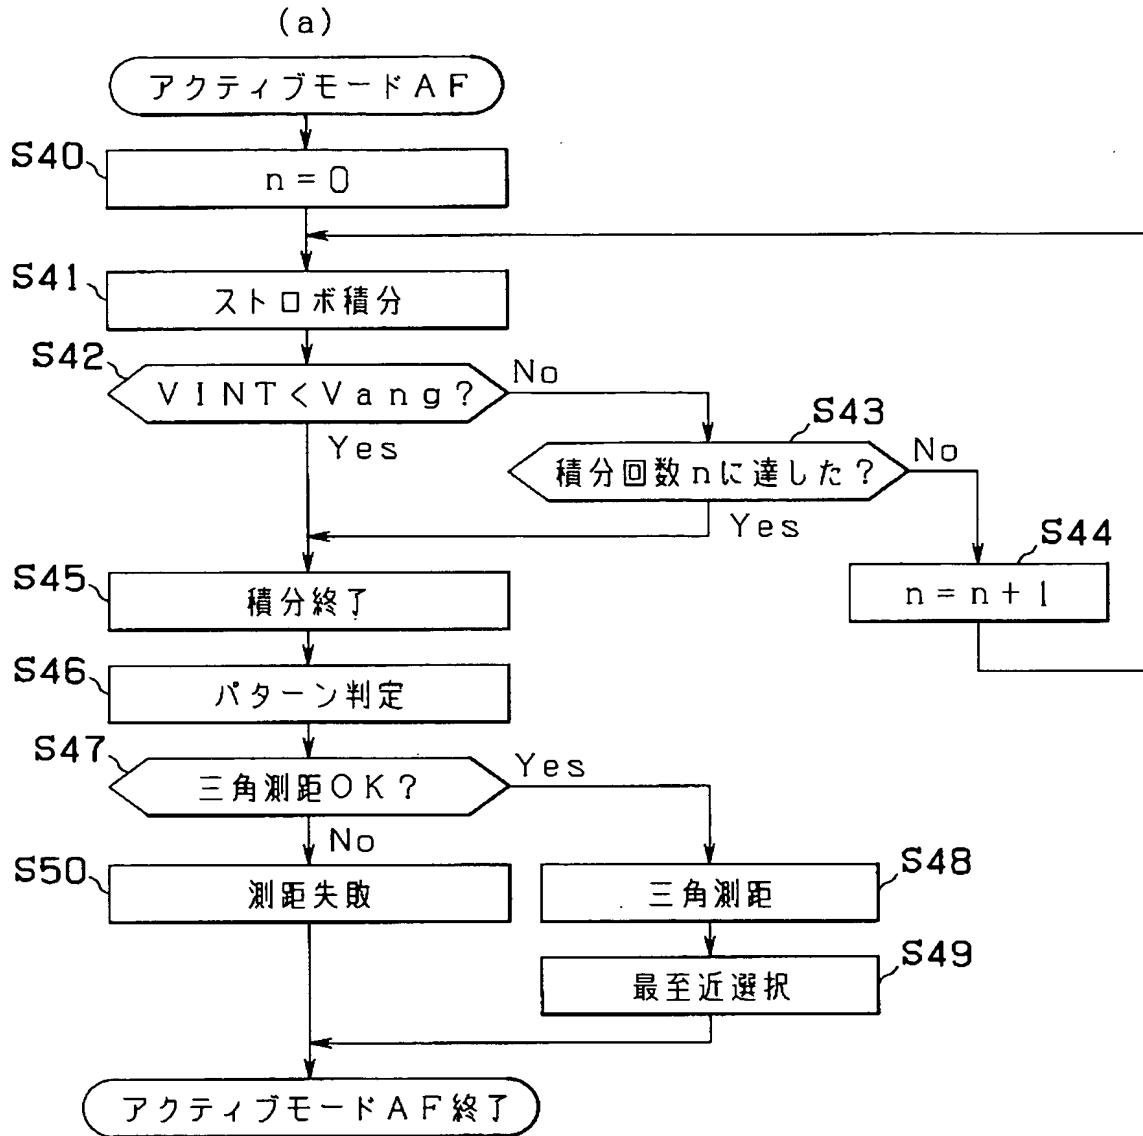 (a)
アクティブモードAF
S40
n=0
S41
ストロボ積分
S42
VINT<Vang?
No
Yes
S43
積分回数nに達した?
No
Yes
S44
n=n+1
S45
積分終了
S46
パターン判定
S47
三角測距OK?
Yes
No
S50
測距失敗
S48
三角測距
S49
最至近選択
アクティブモードAF終了